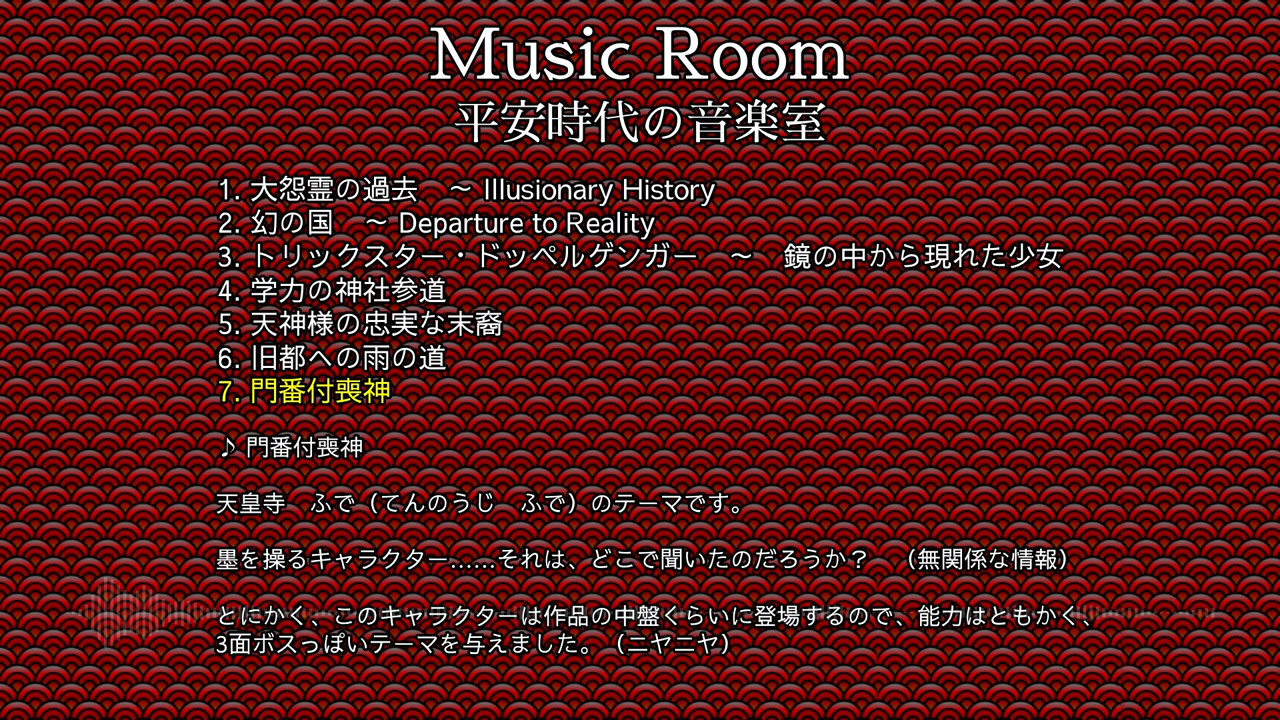 Music Room
平安時代の音楽室
1. 大怨霊の過去　～ Illusionary History
2. 幻の国　～ Departure to Reality
3. トリックスター・ドッペルゲンガー　～　鏡の中から現れた少女
4. 学力の神社参道
5. 天神様の忠実な末裔
6. 旧都への雨の道
7. 門番付喪神
♪ 門番付喪神
天皇寺　ふで（てんのうじ　ふで）のテーマです。
墨を操るキャラクター……それは、どこで聞いたのだろうか？　（無関係な情報）
とにかく、このキャラクターは作品の中盤くらいに登場するので、能力はともかく、
3面ボスっぽいテーマを与えました。（ニヤニヤ）